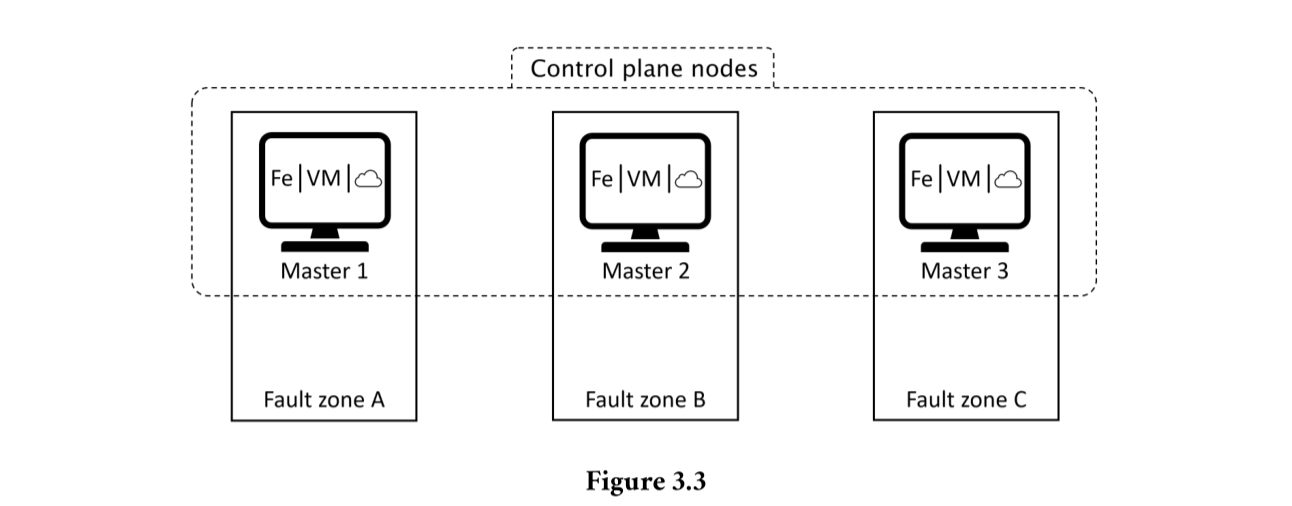 Control plane nodes
Fe|VM|
Fe|VM|
Fe|VM|
Master 1
Master 2
Master 3
Fault zone A
Fault zone B
Fault zone C
Figure 3.3